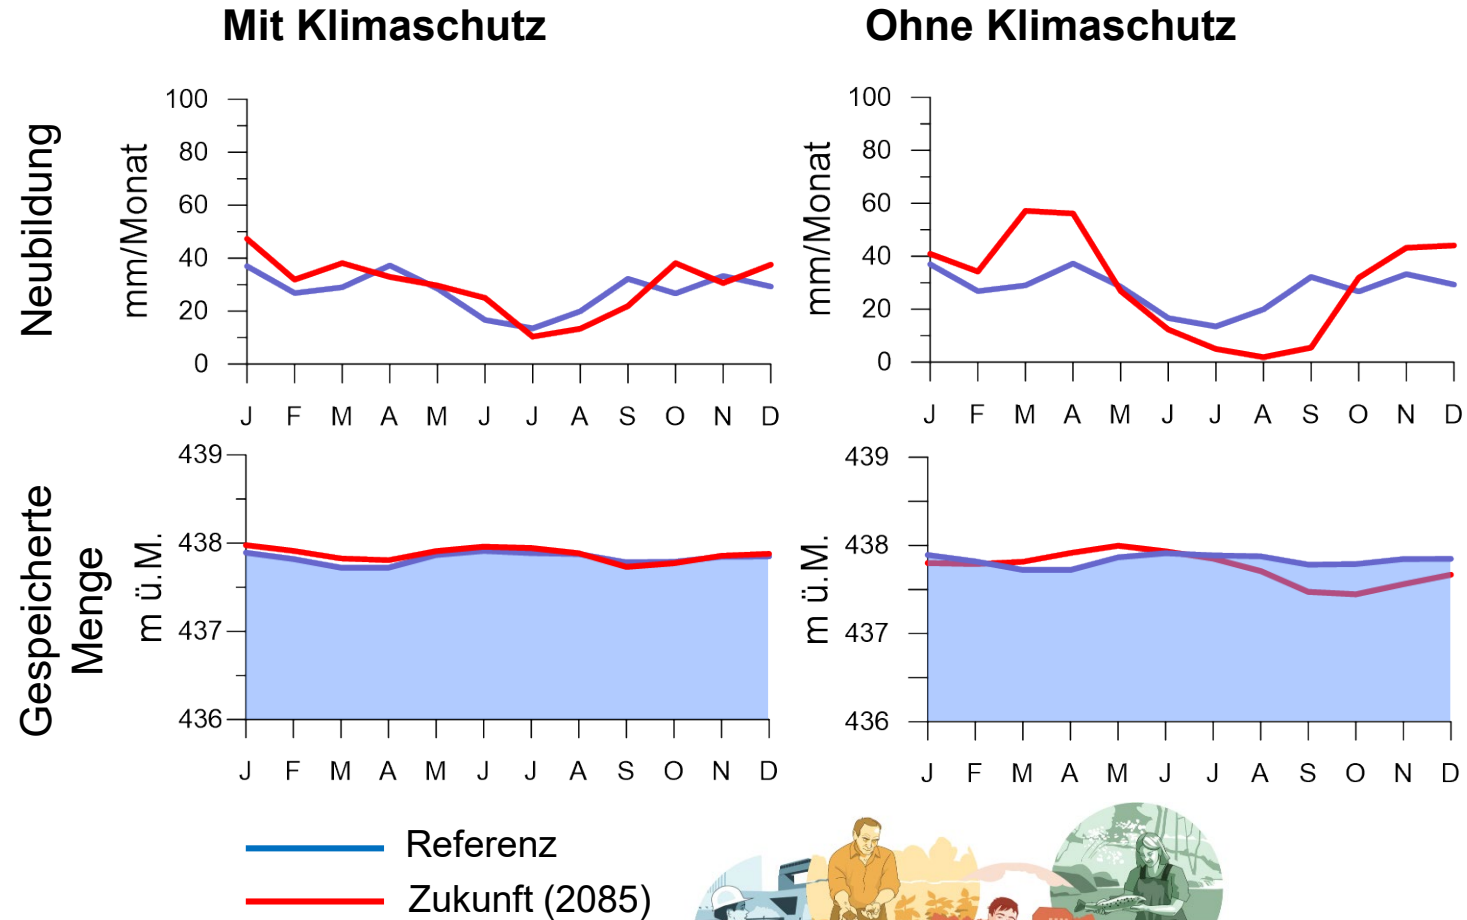 Mit Klimaschutz
Ohne Klimaschutz
Neubildung
mm/Monat
100
80
60
40
20
0
J F M A M J J A S O N D
mm/Monat
100
80
60
40
20
0
J F M A M J J A S O N D
Gespeicherte
Menge
m ü.M.
439
438
437
436
J F M A M J J A S O N D
m ü.M.
439
438
437
436
J F M A M J J A S O N D
Referenz
Zukunft (2085)